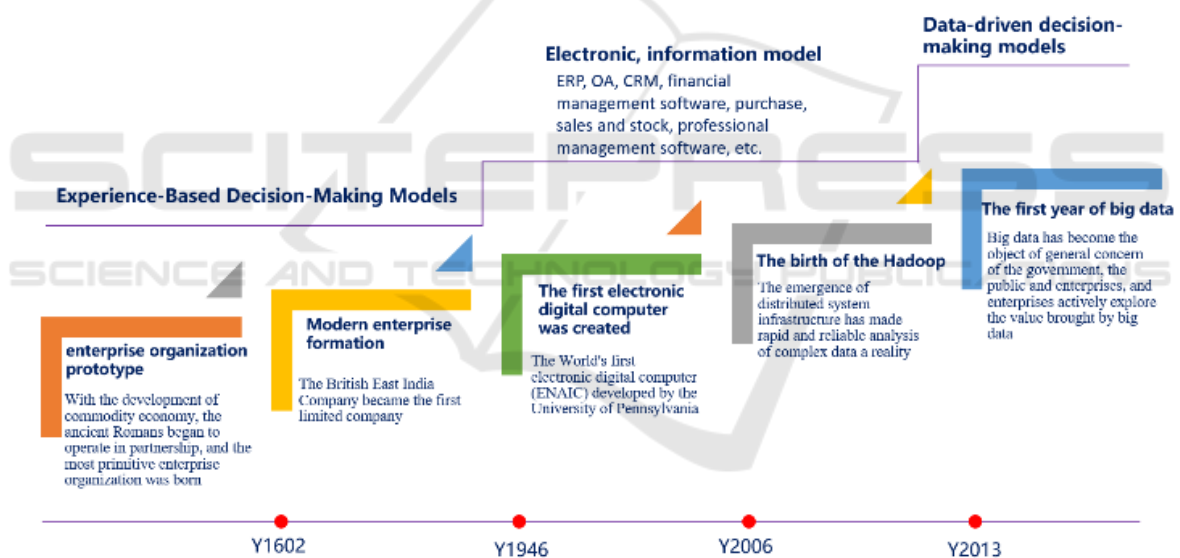 Data-driven decision-
making models
Electronic, information model
ERP, OA, CRM, financial
management software, purchase,
sales and stock, professional
management software, etc.
Experience-Based Decision-Making Models
SCITEPRESS
SCIENCE AND TECHNOLOGY PUBLICATIONS
enterprise organization
prototype
With the development of
commodity economy, the
ancient Romans began to
operate in partnership, and the
most primitive enterprise
organization was born
Modern enterprise
formation
The British East India
Company became the first
limited company
The first electronic
digital computer
was created
The World's first
electronic digital computer
(ENAIC) developed by the
University of Pennsylvania
The birth of the Hadoop
The emergence of
distributed system
infrastructure has made
rapid and reliable analysis
of complex data a reality
The first year of big data
Big data has become the
object of general concern
of the government, the
public and enterprises, and
enterprises actively explore
the value brought by big
data
Y1602
Y1946
Y2006
Y2013